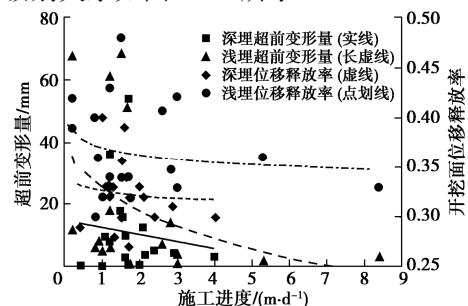 80
60
40
20
0
超前变形量/mm
0.50
0.45
0.40
0.35
0.30
0.25
开挖面位移释放率
深埋超前变形量(实线)
浅埋超前变形量(长虚线)
深埋位移释放率(虚线)
浅埋位移释放率(点划线)
0 1 2 3 4 5 6 7 8 9
施工进度/(m·d⁻¹)